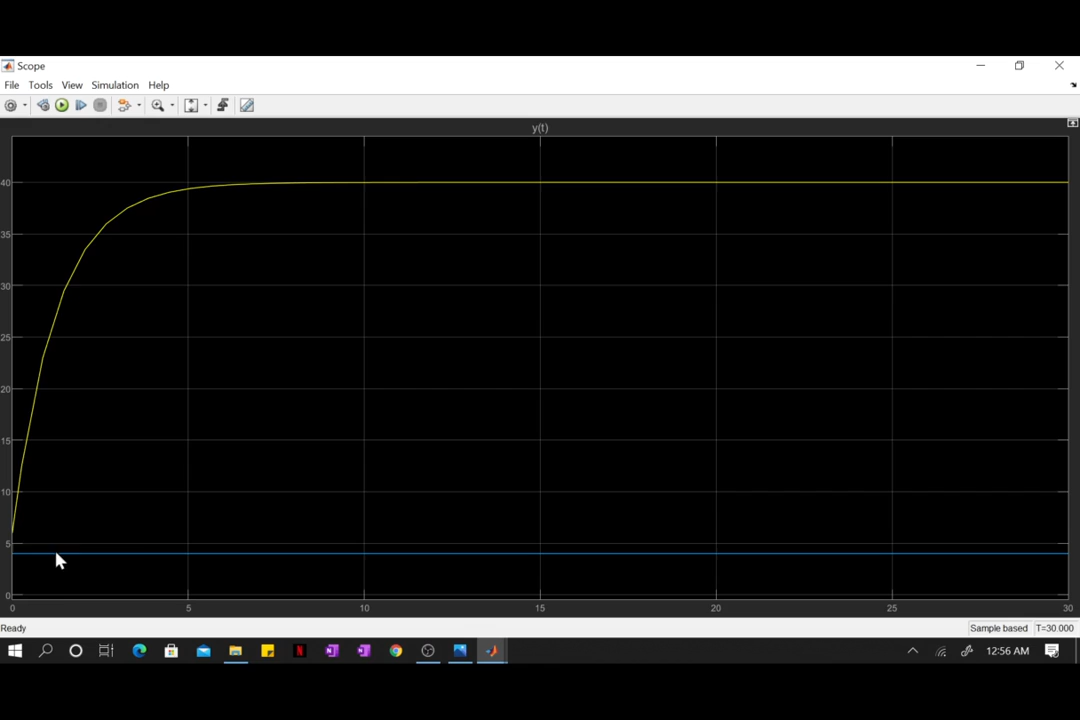 Scope
File Tools View Simulation Help
y(t)
40
35
30
25
20
15
10
5
0
0 5 10 15 20 25 30
Ready Sample based T=30.000
12:56 AM